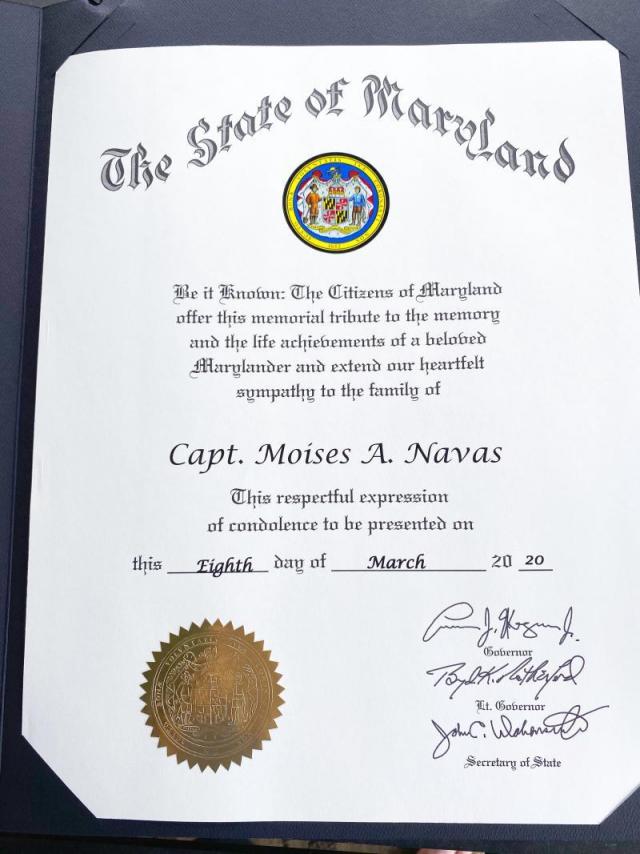 The State of Maryland
Be it Known: The Citizens of Maryland
offer this memorial tribute to the memory
and the life achievements of a beloved
Marylander and extend our heartfelt
sympathy to the family of
Capt. Moises A. Navas
This respectful expression
of condolence to be presented on
this Eighth day of March 20 20
Governor
Lt. Governor
Secretary of State